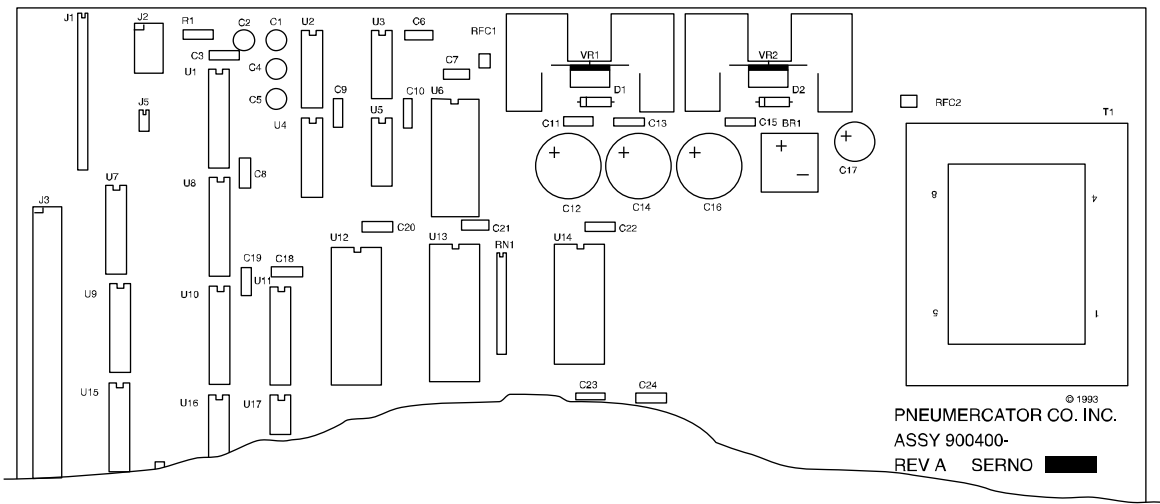 J1
J2
R1
C2
C1
U2
U3
C6
RFC1
C3
VR1
VR2
U1
C4
C7
C5
C9
C10
U6
D1
D2
J5
RFC2
U4
U5
C11
C13
C15
BR1
T1
+
+
+
+
+
−
C17
C8
U7
U8
C12
C14
C16
8
4
J3
C20
C21
C22
U12
U13
RN1
U14
C19
C18
U11
U9
U10
5
1
U15
U16
U17
C23
C24
© 1993
PNEUMERCATOR CO. INC.
ASSY 900400-
REV A SERNO